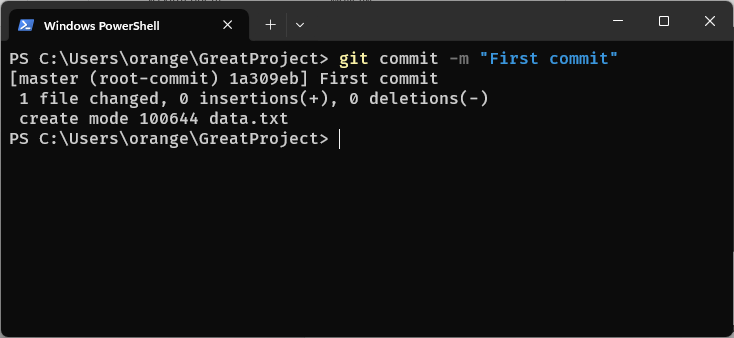 Windows PowerShell
PS C:\Users\orange\GreatProject> git commit -m "First commit"
[master (root-commit) 1a309eb] First commit
 1 file changed, 0 insertions(+), 0 deletions(-)
 create mode 100644 data.txt
PS C:\Users\orange\GreatProject>